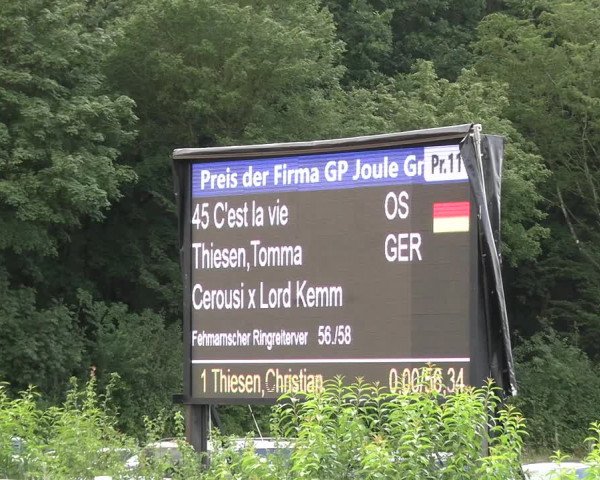 Preis der Firma GP Joule Gr Pr.11
45 C'est la vie OS
Thiesen,Tomma GER
Cerousi x Lord Kemm
Fehmarnscher Ringreiterver 56./58
1 Thiesen,Christian 0.00/56,34